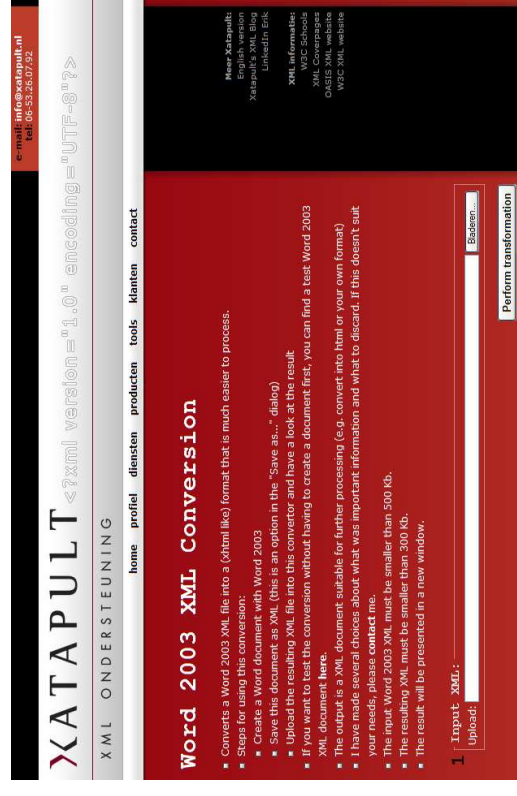 e-mail: info@xatapult.nl
tel: 06-53.26.07.92
XATAPULT <?xml version="1.0" encoding="UTF-8"?>
XML ONDERSTEUNING
home profiel diensten producten tools klanten contact
Word 2003 XML Conversion
Converts a Word 2003 XML file into a (xhtml like) format that is much easier to process.
Steps for using this conversion:
Create a Word document with Word 2003
Save this document as XML (this is an option in the "Save as..." dialog)
Upload the resulting XML file into this convertor and have a look at the result
If you want to test the conversion without having to create a document first, you can find a test Word 2003
XML document here.
The output is a XML document suitable for further processing (e.g. convert into html or your own format)
I have made several choices about what was important information and what to discard. If this doesn't suit
your needs, please contact me.
The input Word 2003 XML must be smaller than 500 Kb.
The resulting XML must be smaller than 300 Kb.
The result will be presented in a new window.
1 Input XML:
Upload: Bladeren...
Perform transformation
Meer Xatapult:
English version
Xatapult's XML Blog
LinkedIn Erik
XML informatie:
W3C Schools
XML Coverpages
OASIS XML website
W3C XML website